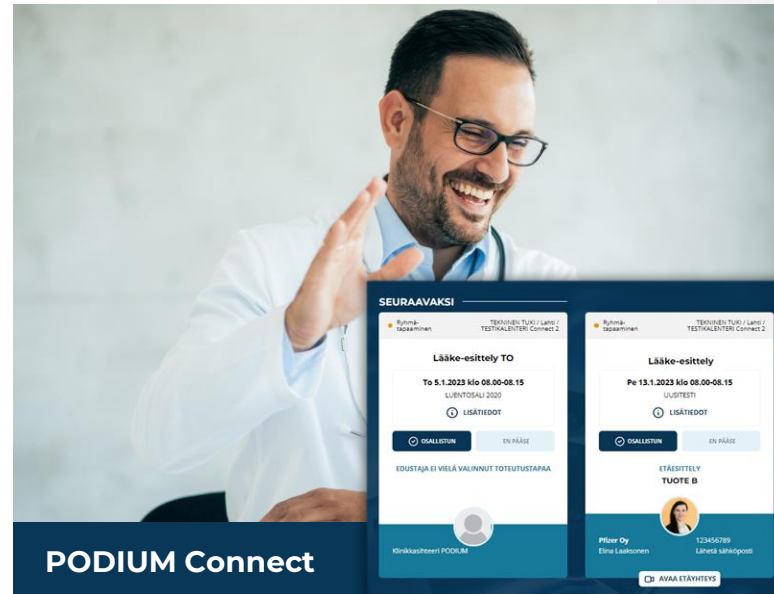 SEURAAVAKSI
Ryhmä-
tapaaminen
TEKNINEN TUKI / Lahti /
TESTIKALENTERI Connect 2
Lääke-esittely TO
To 5.1.2023 klo 08.00-08.15
LUENTOSALI 2020
LISÄTIEDOT
OSALLISTUN
EN PÄÄSE
EDUSTAJA EI VIELÄ VALINNUT TOTEUTUSTAPAA
Klinikkasihteeri PODIUM
Ryhmä-
tapaaminen
TEKNINEN TUKI / Lahti /
TESTIKALENTERI Connect 2
Lääke-esittely
Pe 13.1.2023 klo 08.00-08.15
UUSITESTI
LISÄTIEDOT
OSALLISTUN
EN PÄÄSE
ETÄESITTELY
TUOTE B
Pfizer Oy
Elina Laaksonen
123456789
Lähetä sähköposti
AVAA ETÄYHTEYS
PODIUM Connect